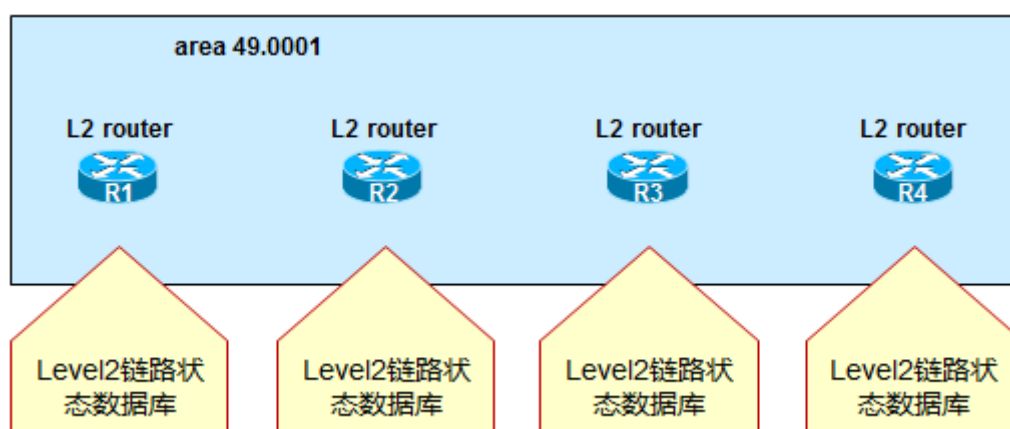 area 49.0001
L2 router L2 router L2 router L2 router
R1 R2 R3 R4
Level2链路状 Level2链路状 Level2链路状 Level2链路状
态数据库 态数据库 态数据库 态数据库